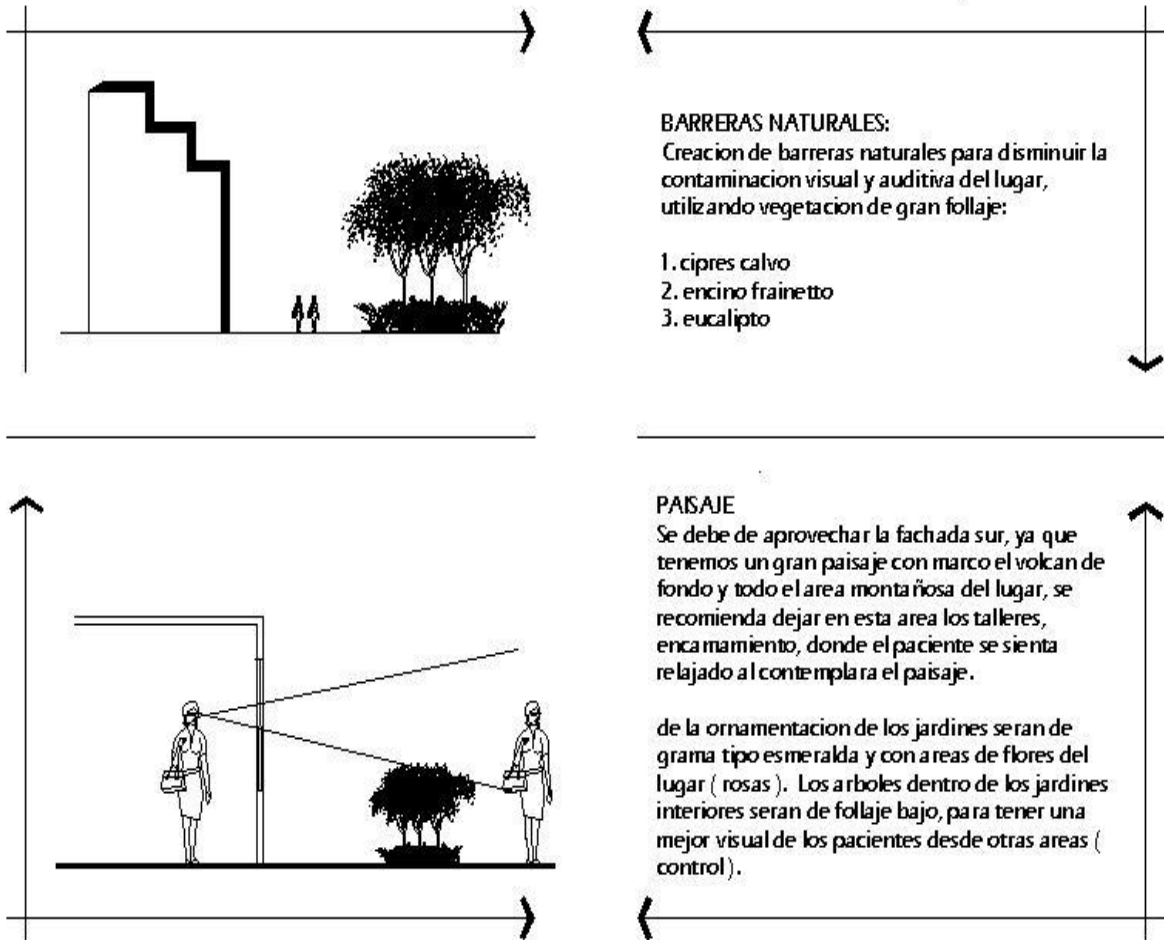 BARRERAS NATURALES:
Creacion de barreras naturales para disminuir la
contaminacion visual y auditiva del lugar,
utilizando vegetacion de gran follaje:
1. cipres calvo
2. encino frainetto
3. eucalipto
PAISAJE
Se debe de aprovechar la fachada sur, ya que
tenemos un gran paisaje con marco el volcan de
fondo y todo el area montañosa del lugar, se
recomienda dejar en esta area los talleres,
encamamiento, donde el paciente se sienta
relajado al contemplara el paisaje.
de la ornamentacion de los jardines seran de
grama tipo esmeralda y con areas de flores del
lugar ( rosas ). Los arboles dentro de los jardines
interiores seran de follaje bajo, para tener una
mejor visual de los pacientes desde otras areas (
control ).